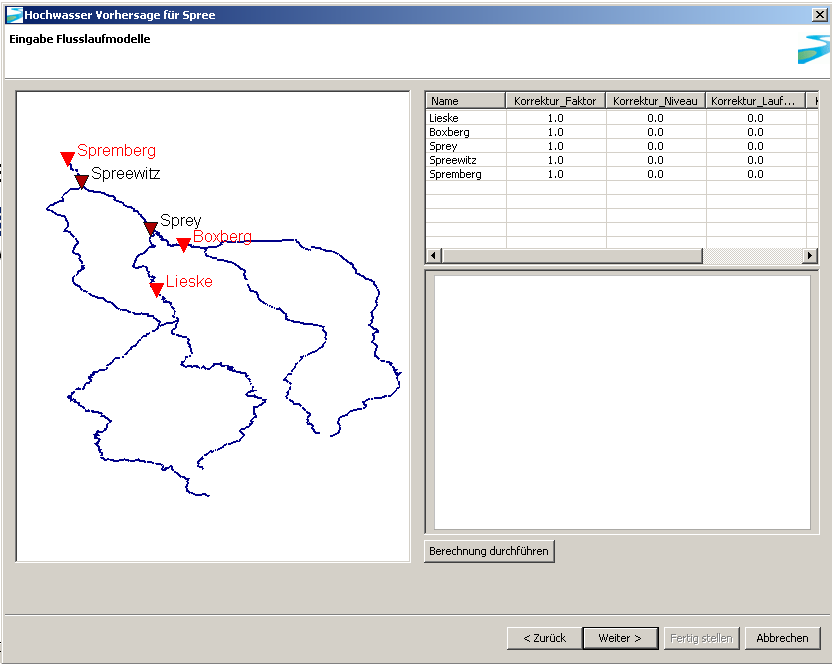 Hochwasser Vorhersage für Spree
Eingabe Flusslaufmodelle
Spremberg
Spreewitz
Sprey
Boxberg
Lieske
Name Korrektur_Faktor Korrektur_Niveau Korrektur_Lauf...
Lieske 1.0 0.0 0.0
Boxberg 1.0 0.0 0.0
Sprey 1.0 0.0 0.0
Spreewitz 1.0 0.0 0.0
Spremberg 1.0 0.0 0.0
Berechnung durchführen
< Zurück Weiter > Fertig stellen Abbrechen